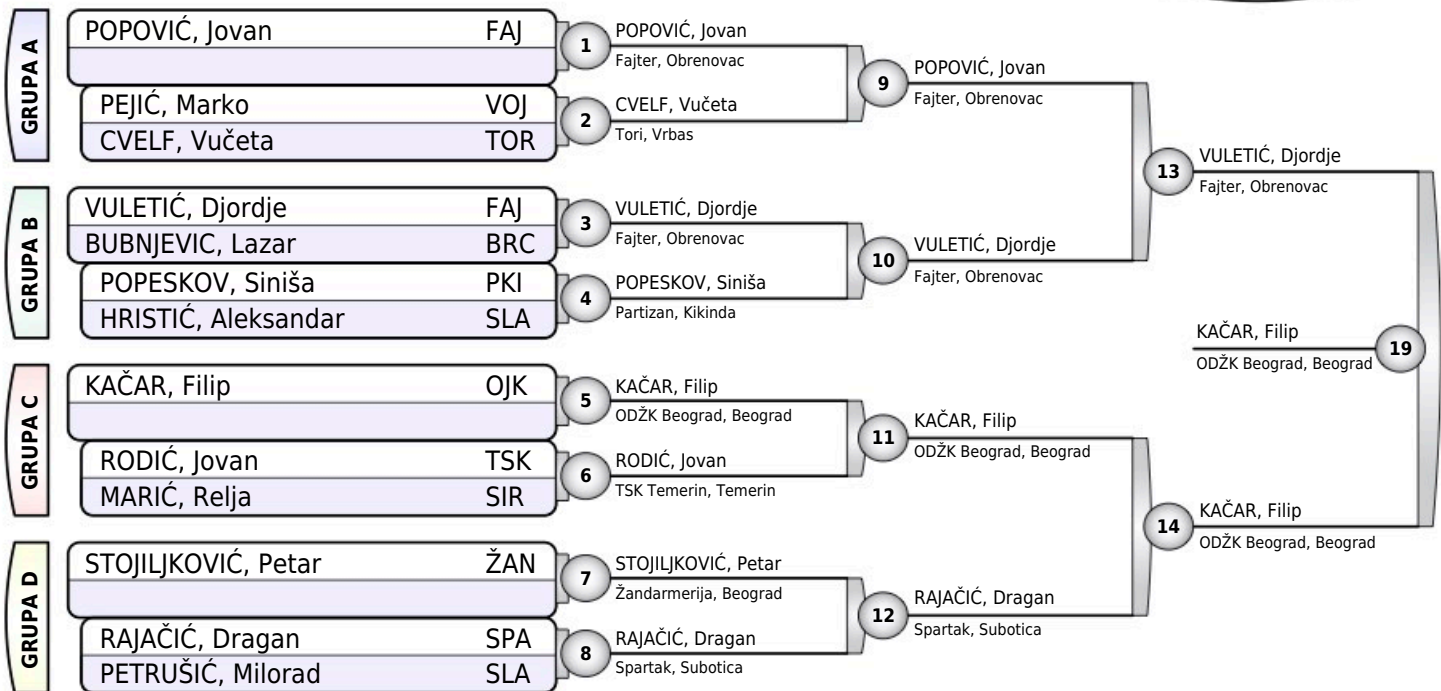 GRUPA A
POPOVIĆ, Jovan FAJ
PEJIĆ, Marko VOJ
CVELF, Vučeta TOR
GRUPA B
VULETIĆ, Djordje FAJ
BUBNJEVIC, Lazar BRC
POPESKOV, Siniša PKI
HRISTIĆ, Aleksandar SLA
GRUPA C
KAČAR, Filip OJK
RODIĆ, Jovan TSK
MARIĆ, Relja SIR
GRUPA D
STOJILJKOVIĆ, Petar ŽAN
RAJAČIĆ, Dragan SPA
PETRUŠIĆ, Milorad SLA
1
POPOVIĆ, Jovan
Fajter, Obrenovac
2
CVELF, Vučeta
Tori, Vrbas
3
VULETIĆ, Djordje
Fajter, Obrenovac
4
POPESKOV, Siniša
Partizan, Kikinda
5
KAČAR, Filip
ODŽK Beograd, Beograd
6
RODIĆ, Jovan
TSK Temerin, Temerin
7
STOJILJKOVIĆ, Petar
Žandarmerija, Beograd
8
RAJAČIĆ, Dragan
Spartak, Subotica
9
POPOVIĆ, Jovan
Fajter, Obrenovac
10
VULETIĆ, Djordje
Fajter, Obrenovac
11
KAČAR, Filip
ODŽK Beograd, Beograd
12
RAJAČIĆ, Dragan
Spartak, Subotica
13
VULETIĆ, Djordje
Fajter, Obrenovac
14
KAČAR, Filip
ODŽK Beograd, Beograd
KAČAR, Filip
ODŽK Beograd, Beograd
19